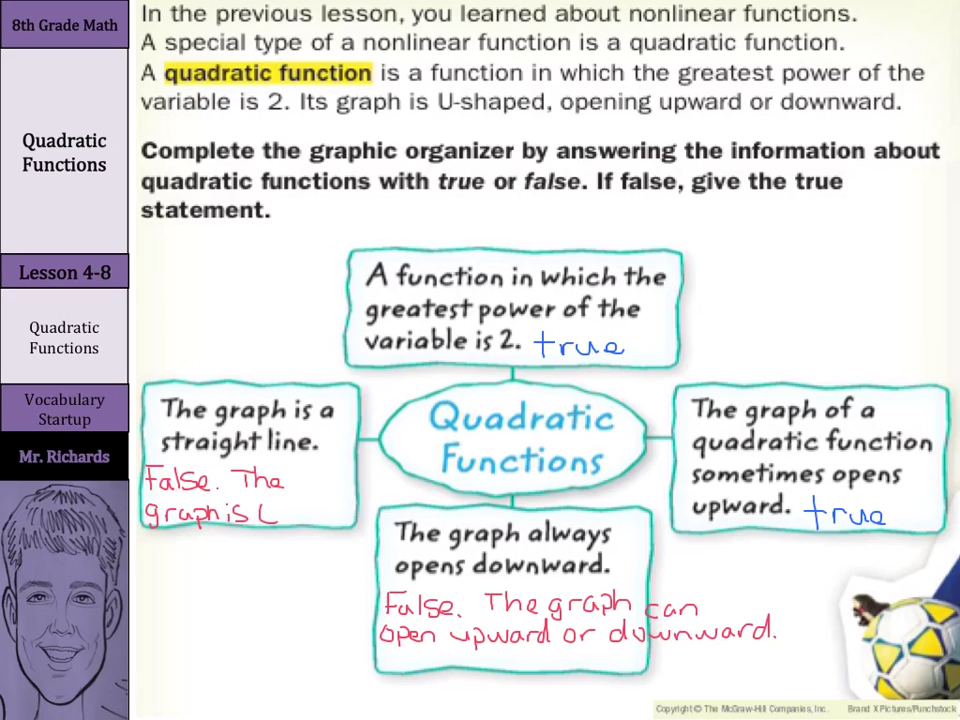 8th Grade Math
Quadratic
Functions
Lesson 4-8
Quadratic
Functions
Vocabulary
Startup
Mr. Richards
In the previous lesson, you learned about nonlinear functions.
A special type of a nonlinear function is a quadratic function.
A quadratic function is a function in which the greatest power of the
variable is 2. Its graph is U-shaped, opening upward or downward.
Complete the graphic organizer by answering the information about
quadratic functions with true or false. If false, give the true
statement.
A function in which the
greatest power of the
variable is 2. true
The graph is a
straight line.
False. The
graph is (
Quadratic
Functions
The graph of a
quadratic function
sometimes opens
upward. true
The graph always
opens downward.
False. The graph can
open upward or downward.
Copyright © The McGraw-Hill Companies, Inc. Brand X Pictures/Punchstock